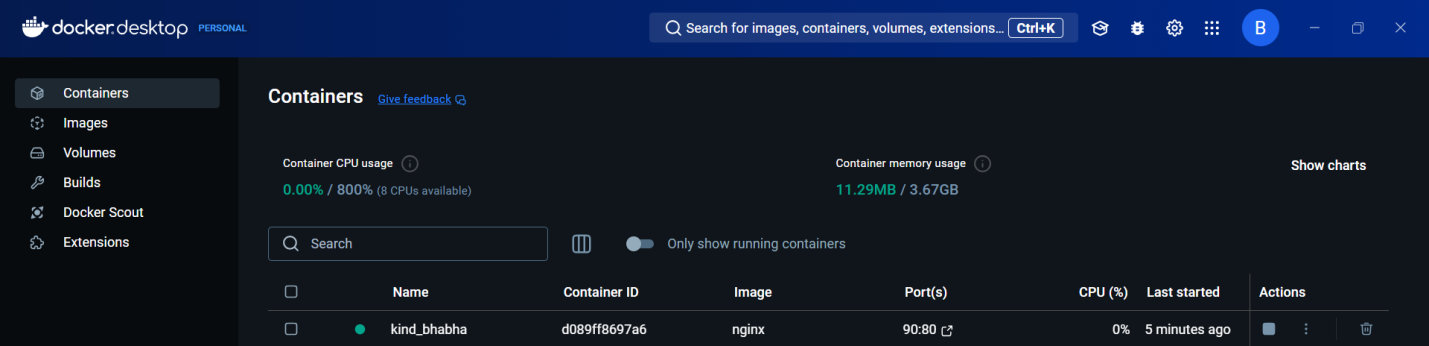 docker.desktop PERSONAL
Search for images, containers, volumes, extensions... Ctrl+K
B
Containers
Images
Volumes
Builds
Docker Scout
Extensions
Containers Give feedback
Container CPU usage
0.00% / 800% (8 CPUs available)
Container memory usage
11.29MB / 3.67GB
Show charts
Search
Only show running containers
Name Container ID Image Port(s) CPU (%) Last started Actions
kind_bhabha d089ff8697a6 nginx 90:80 0% 5 minutes ago